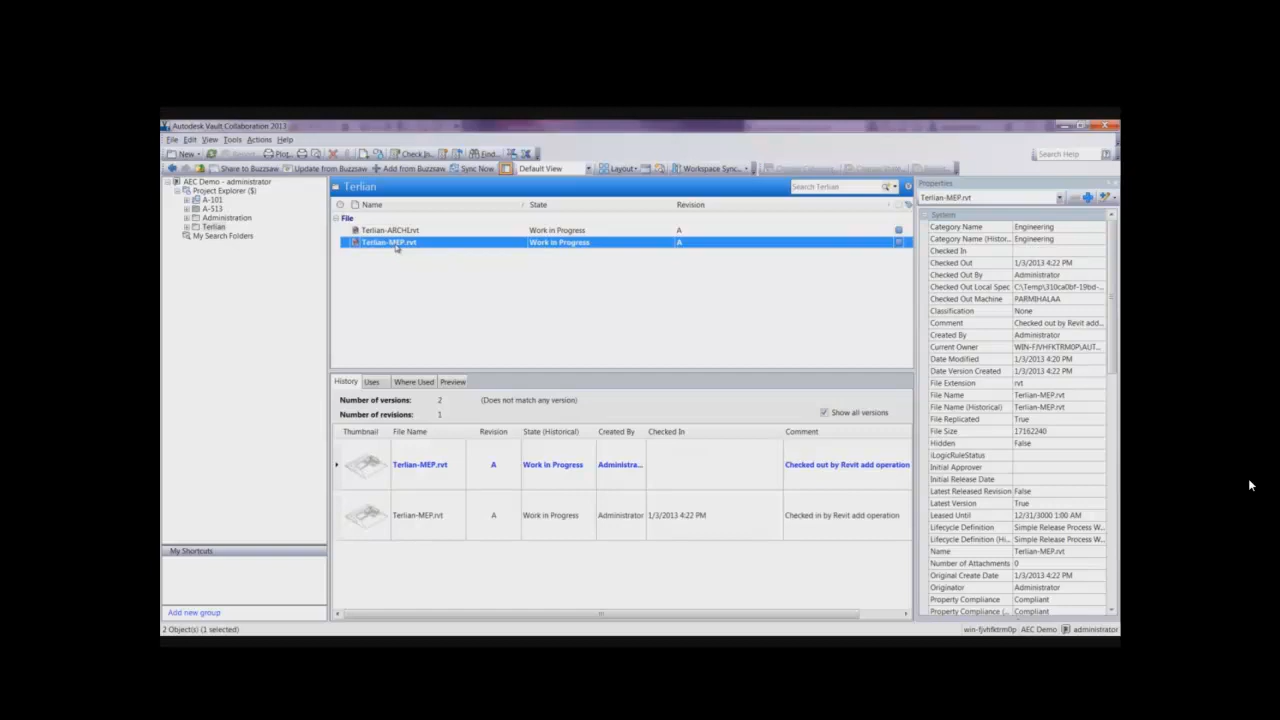 Autodesk Vault Collaboration 2013
File Edit View Tools Actions Help
New Plot... Check In... Find...
Search Help
Share to Buzzsaw Update from Buzzsaw Add from Buzzsaw Sync Now Default View Layout Workspace Sync...
AEC Demo - administrator
Project Explorer ($)
A-101
A-513
Administration
Terlian
My Search Folders
My Shortcuts
Add new group
Terlian
Search Terlian
Name State Revision
File
Terlian-ARCH.rvt Work in Progress A
Terlian-MEP.rvt Work in Progress A
History Uses Where Used Preview
Number of versions: 2 (Does not match any version)
Number of revisions: 1
Show all versions
Thumbnail File Name Revision State (Historical) Created By Checked In Comment
Terlian-MEP.rvt A Work in Progress Administra... Checked out by Revit add operation
Terlian-MEP.rvt A Work in Progress Administrator 1/3/2013 4:22 PM Checked in by Revit add operation
Properties
Terlian-MEP.rvt
System
Category Name Engineering
Category Name (Histor... Engineering
Checked In
Checked Out 1/3/2013 4:22 PM
Checked Out By Administrator
Checked Out Local Spec C:\Temp\310ca0bf-19bd-...
Checked Out Machine PARMIHALAA
Classification None
Comment Checked out by Revit add...
Created By Administrator
Current Owner WIN-FJVHFKTRM0P\AUT...
Date Modified 1/3/2013 4:20 PM
Date Version Created 1/3/2013 4:22 PM
File Extension rvt
File Name Terlian-MEP.rvt
File Name (Historical) Terlian-MEP.rvt
File Replicated True
File Size 17162240
Hidden False
iLogicRuleStatus
Initial Approver
Initial Release Date
Latest Released Revision False
Latest Version True
Leased Until 12/31/3000 1:00 AM
Lifecycle Definition Simple Release Process W...
Lifecycle Definition (Hi... Simple Release Process W...
Name Terlian-MEP.rvt
Number of Attachments 0
Original Create Date 1/3/2013 4:22 PM
Originator Administrator
Property Compliance Compliant
Property Compliance (... Compliant
2 Object(s) (1 selected)
win-fjvhfktrm0p AEC Demo administrator